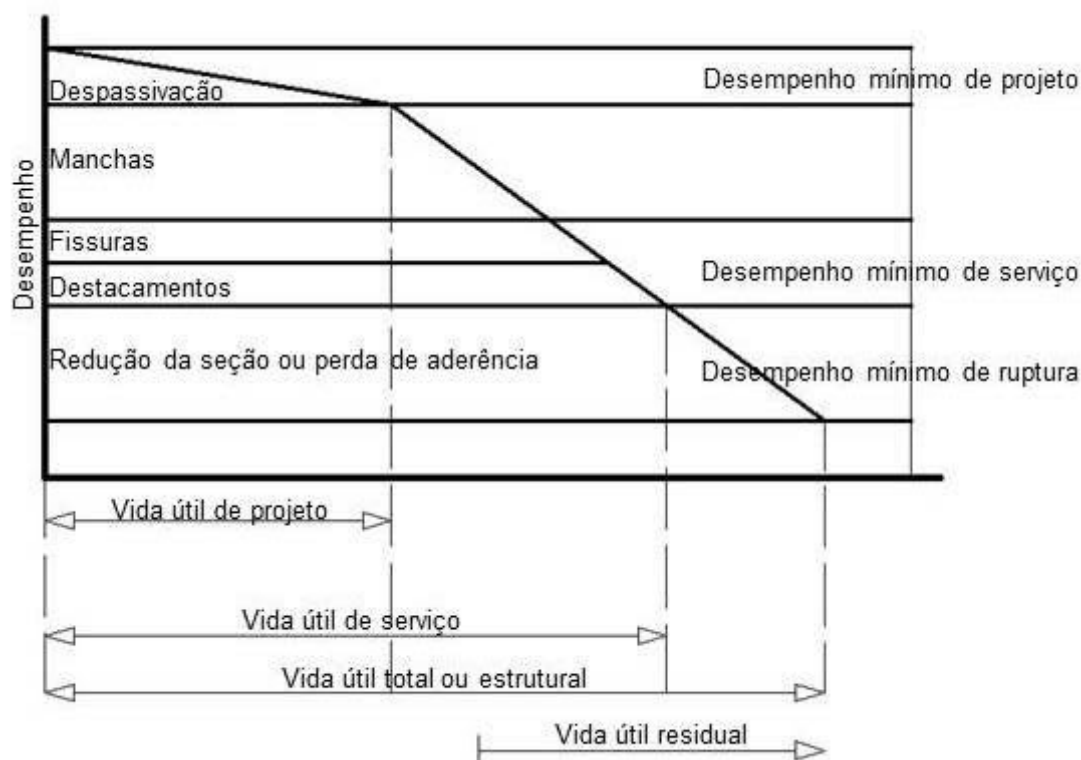 Desempenho mínimo de projeto
Despassivação
Manchas
Desempenho
Fissuras
Desempenho mínimo de serviço
Destacamentos
Redução da seção ou perda de aderência
Desempenho mínimo de ruptura
Vida útil de projeto
Vida útil de serviço
Vida útil total ou estrutural
Vida útil residual